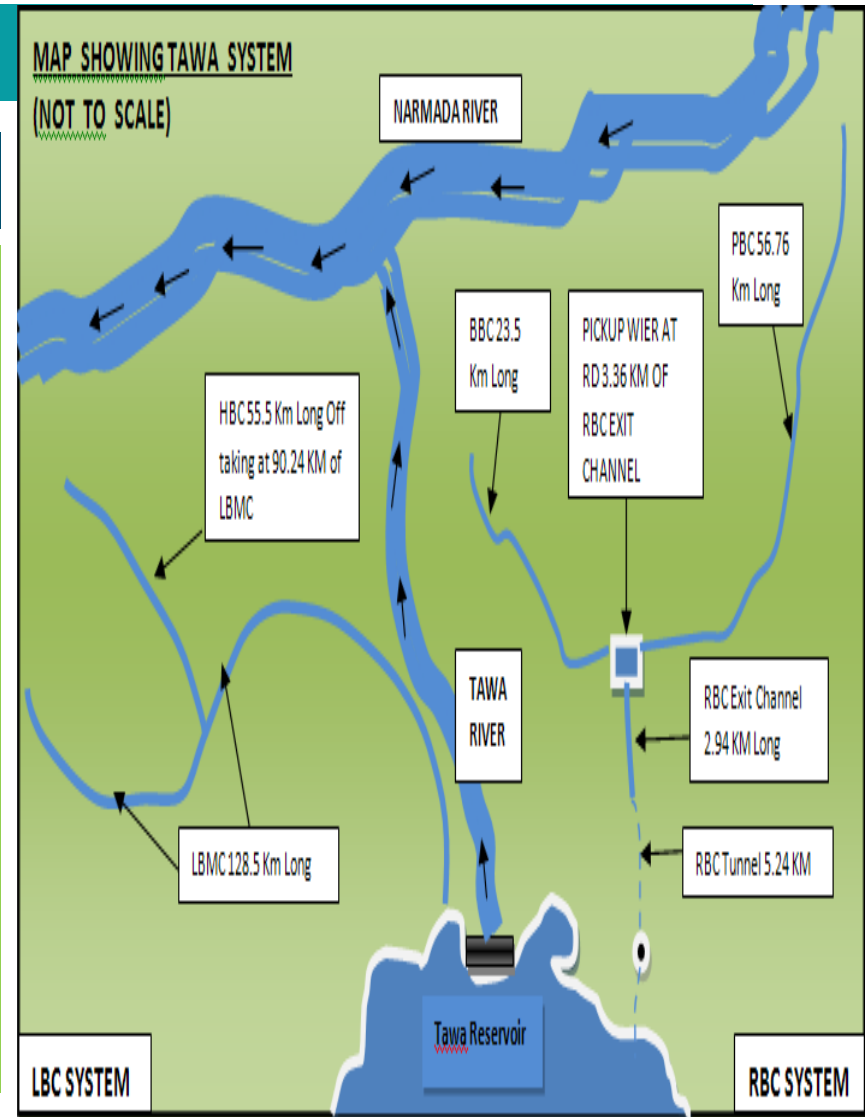 MAP SHOWING TAWA SYSTEM
(NOT TO SCALE)
NARMADA RIVER
PBC 56.76
Km Long
BBC 23.5
Km Long
PICKUP WIER AT
RD 3.36 KM OF
RBC EXIT
CHANNEL
HBC 55.5 Km Long Off
taking at 90.24 KM of
LBMC
TAWA
RIVER
RBC Exit Channel
2.94 KM Long
LBMC 128.5 Km Long
RBC Tunnel 5.24 KM
Tawa Reservoir
LBC SYSTEM
RBC SYSTEM